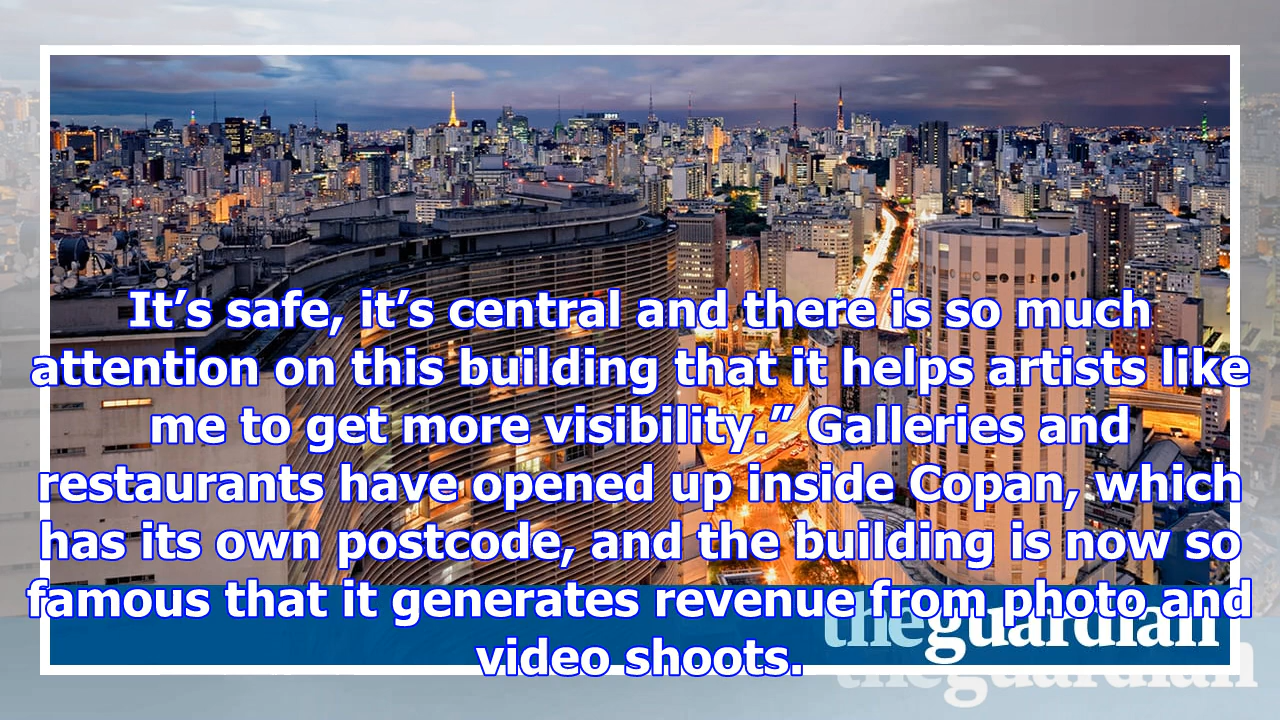 It’s safe, it’s central and there is so much
attention on this building that it helps artists like
me to get more visibility.” Galleries and
restaurants have opened up inside Copan, which
has its own postcode, and the building is now so
famous that it generates revenue from photo and
video shoots.
theguardian
theguardian